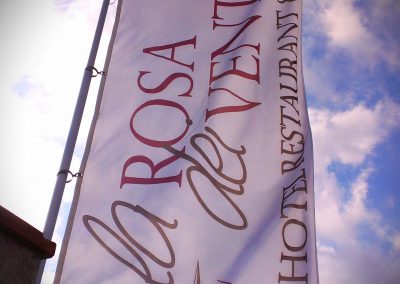 la ROSA
dei VENT
HOTEL RESTAURANT